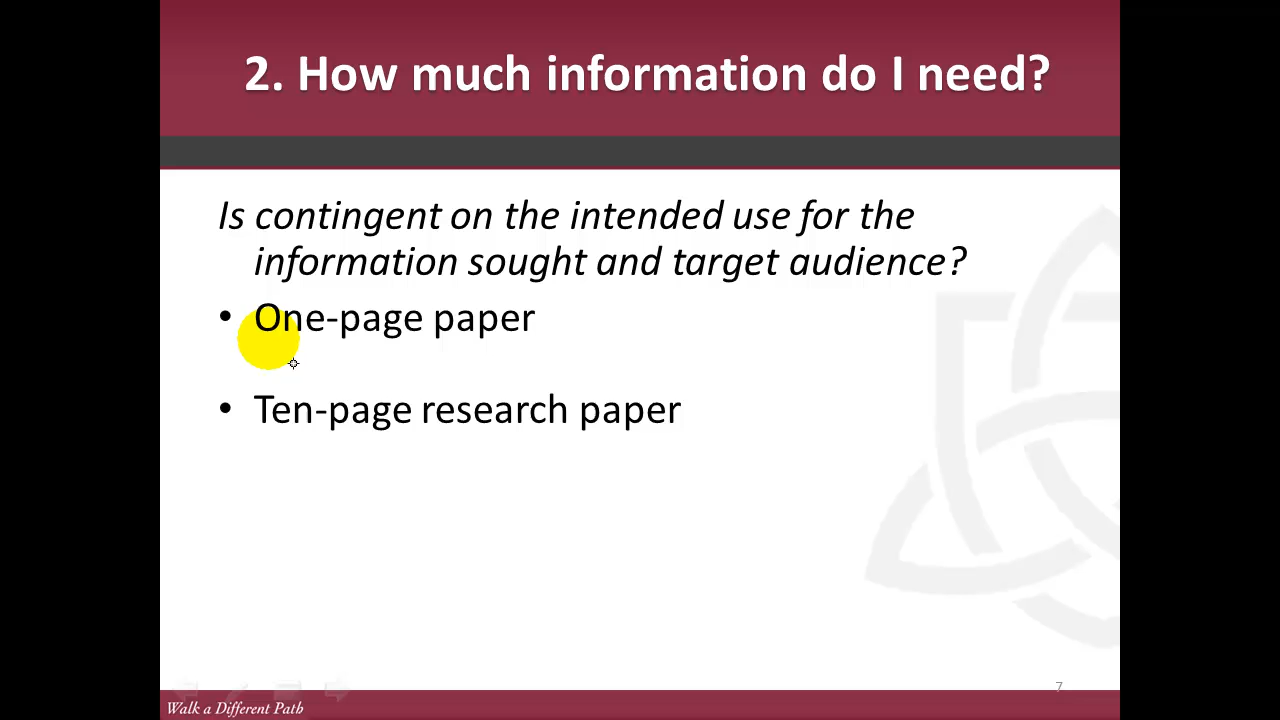 2. How much information do I need?
Is contingent on the intended use for the
information sought and target audience?
• One-page paper
• Ten-page research paper
7
Walk a Different Path